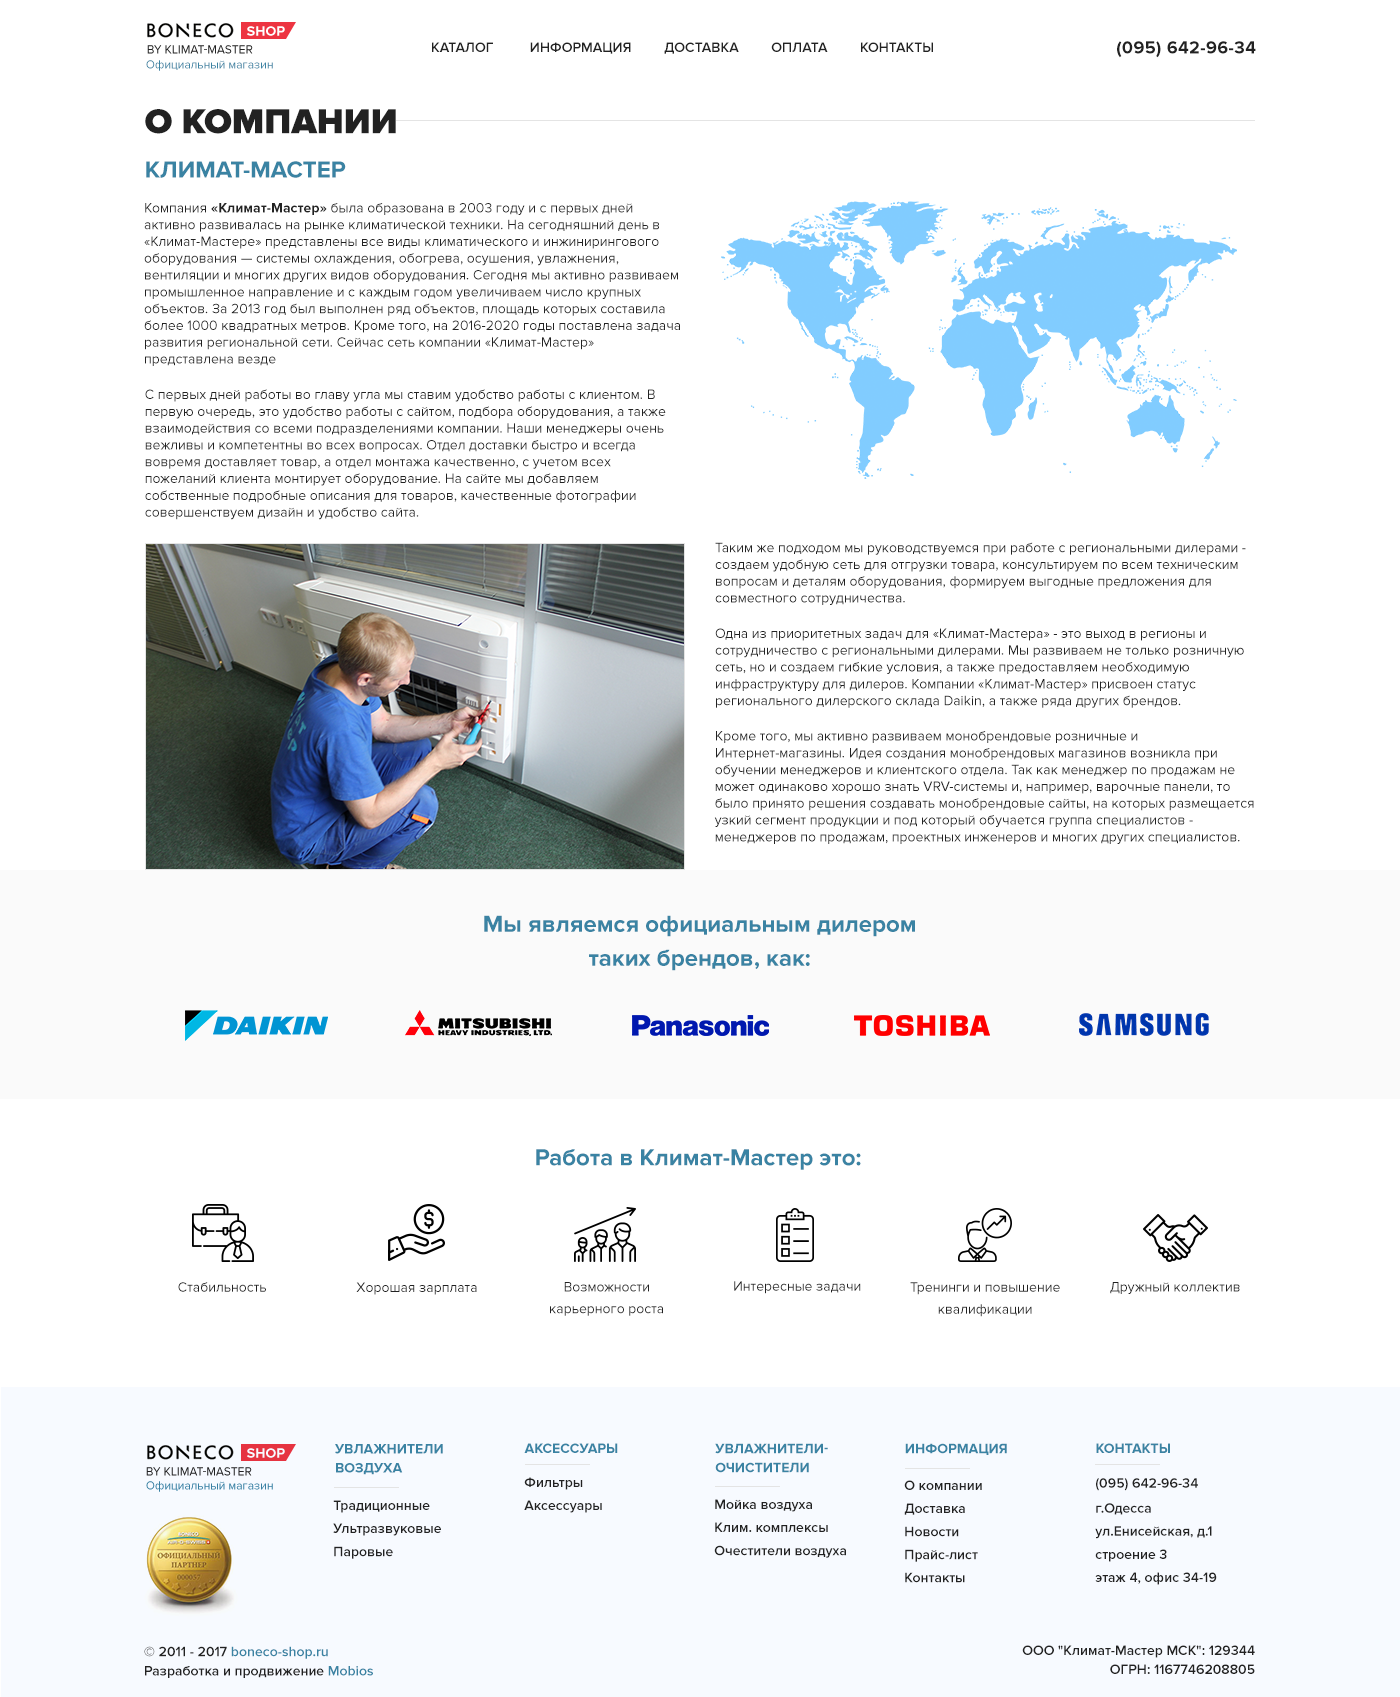 BONECO SHOP
BY KLIMAT-MASTER
Официальный магазин
КАТАЛОГ ИНФОРМАЦИЯ ДОСТАВКА ОПЛАТА КОНТАКТЫ
(095) 642-96-34
О КОМПАНИИ
КЛИМАТ-МАСТЕР
Компания «Климат-Мастер» была образована в 2003 году и с первых дней
активно развивалась на рынке климатической техники. На сегодняшний день в
«Климат-Мастере» представлены все виды климатического и инжинирингового
оборудования — системы охлаждения, обогрева, осушения, увлажнения,
вентиляции и многих других видов оборудования. Сегодня мы активно развиваем
промышленное направление и с каждым годом увеличиваем число крупных
объектов. За 2013 год был выполнен ряд объектов, площадь которых составила
более 1000 квадратных метров. Кроме того, на 2016-2020 годы поставлена задача
развития региональной сети. Сейчас сеть компании «Климат-Мастер»
представлена везде
С первых дней работы во главу угла мы ставим удобство работы с клиентом. В
первую очередь, это удобство работы с сайтом, подбора оборудования, а также
взаимодействия со всеми подразделениями компании. Наши менеджеры очень
вежливы и компетентны во всех вопросах. Отдел доставки быстро и всегда
вовремя доставляет товар, а отдел монтажа качественно, с учетом всех
пожеланий клиента монтирует оборудование. На сайте мы добавляем
собственные подробные описания для товаров, качественные фотографии
совершенствуем дизайн и удобство сайта.
Таким же подходом мы руководствуемся при работе с региональными дилерами -
создаем удобную сеть для отгрузки товара, консультируем по всем техническим
вопросам и деталям оборудования, формируем выгодные предложения для
совместного сотрудничества.
Одна из приоритетных задач для «Климат-Мастера» - это выход в регионы и
сотрудничество с региональными дилерами. Мы развиваем не только розничную
сеть, но и создаем гибкие условия, а также предоставляем необходимую
инфраструктуру для дилеров. Компании «Климат-Мастер» присвоен статус
регионального дилерского склада Daikin, а также ряда других брендов.
Кроме того, мы активно развиваем монобрендовые розничные и
Интернет-магазины. Идея создания монобрендовых магазинов возникла при
обучении менеджеров и клиентского отдела. Так как менеджер по продажам не
может одинаково хорошо знать VRV-системы и, например, варочные панели, то
было принято решения создавать монобрендовые сайты, на которых размещается
узкий сегмент продукции и под который обучается группа специалистов -
менеджеров по продажам, проектных инженеров и многих других специалистов.
Мы являемся официальным дилером
таких брендов, как:
DAIKIN
MITSUBISHI
HEAVY INDUSTRIES, LTD.
Panasonic
TOSHIBA
SAMSUNG
Работа в Климат-Мастер это:
Стабильность
Хорошая зарплата
Возможности
карьерного роста
Интересные задачи
Тренинги и повышение
квалификации
Дружный коллектив
BONECO SHOP
BY KLIMAT-MASTER
Официальный магазин
BONECO
ОФИЦИАЛЬНЫЙ
ПАРТНЕР
УВЛАЖНИТЕЛИ
ВОЗДУХА
Традиционные
Ультразвуковые
Паровые
АКСЕССУАРЫ
Фильтры
Аксессуары
УВЛАЖНИТЕЛИ-
ОЧИСТИТЕЛИ
Мойка воздуха
Клим. комплексы
Очестители воздуха
ИНФОРМАЦИЯ
О компании
Доставка
Новости
Прайс-лист
Контакты
КОНТАКТЫ
(095) 642-96-34
г.Одесса
ул.Енисейская, д.1
строение 3
этаж 4, офис 34-19
© 2011 - 2017 boneco-shop.ru
Разработка и продвижение Mobios
ООО "Климат-Мастер МСК": 129344
ОГРН: 1167746208805